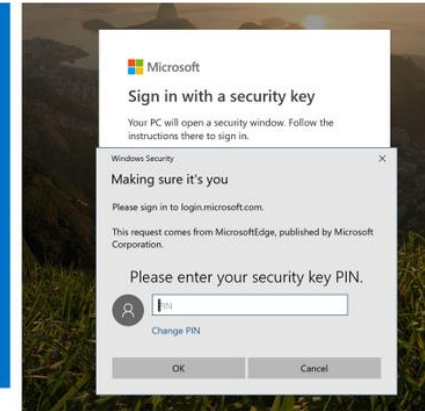 Microsoft
Sign in with a security key
Your PC will open a security window. Follow the
instructions there to sign in.
Windows Security
Making sure it's you
Please sign in to login.microsoft.com.
This request comes from MicrosoftEdge, published by Microsoft
Corporation.
Please enter your security key PIN.
PIN
Change PIN
OK
Cancel